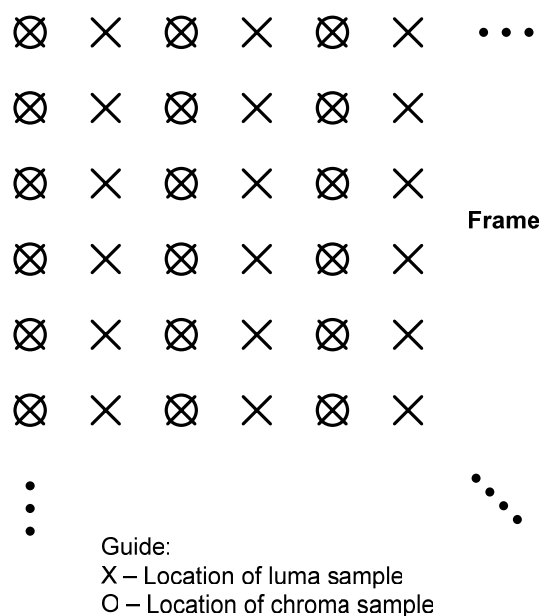 Frame
Guide:
X – Location of luma sample
O – Location of chroma sample